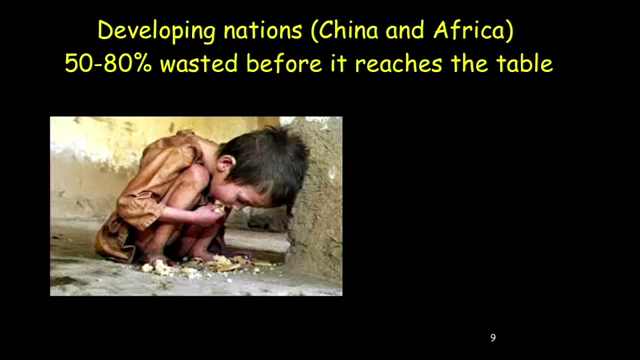 Developing nations (China and Africa)
50-80% wasted before it reaches the table
9